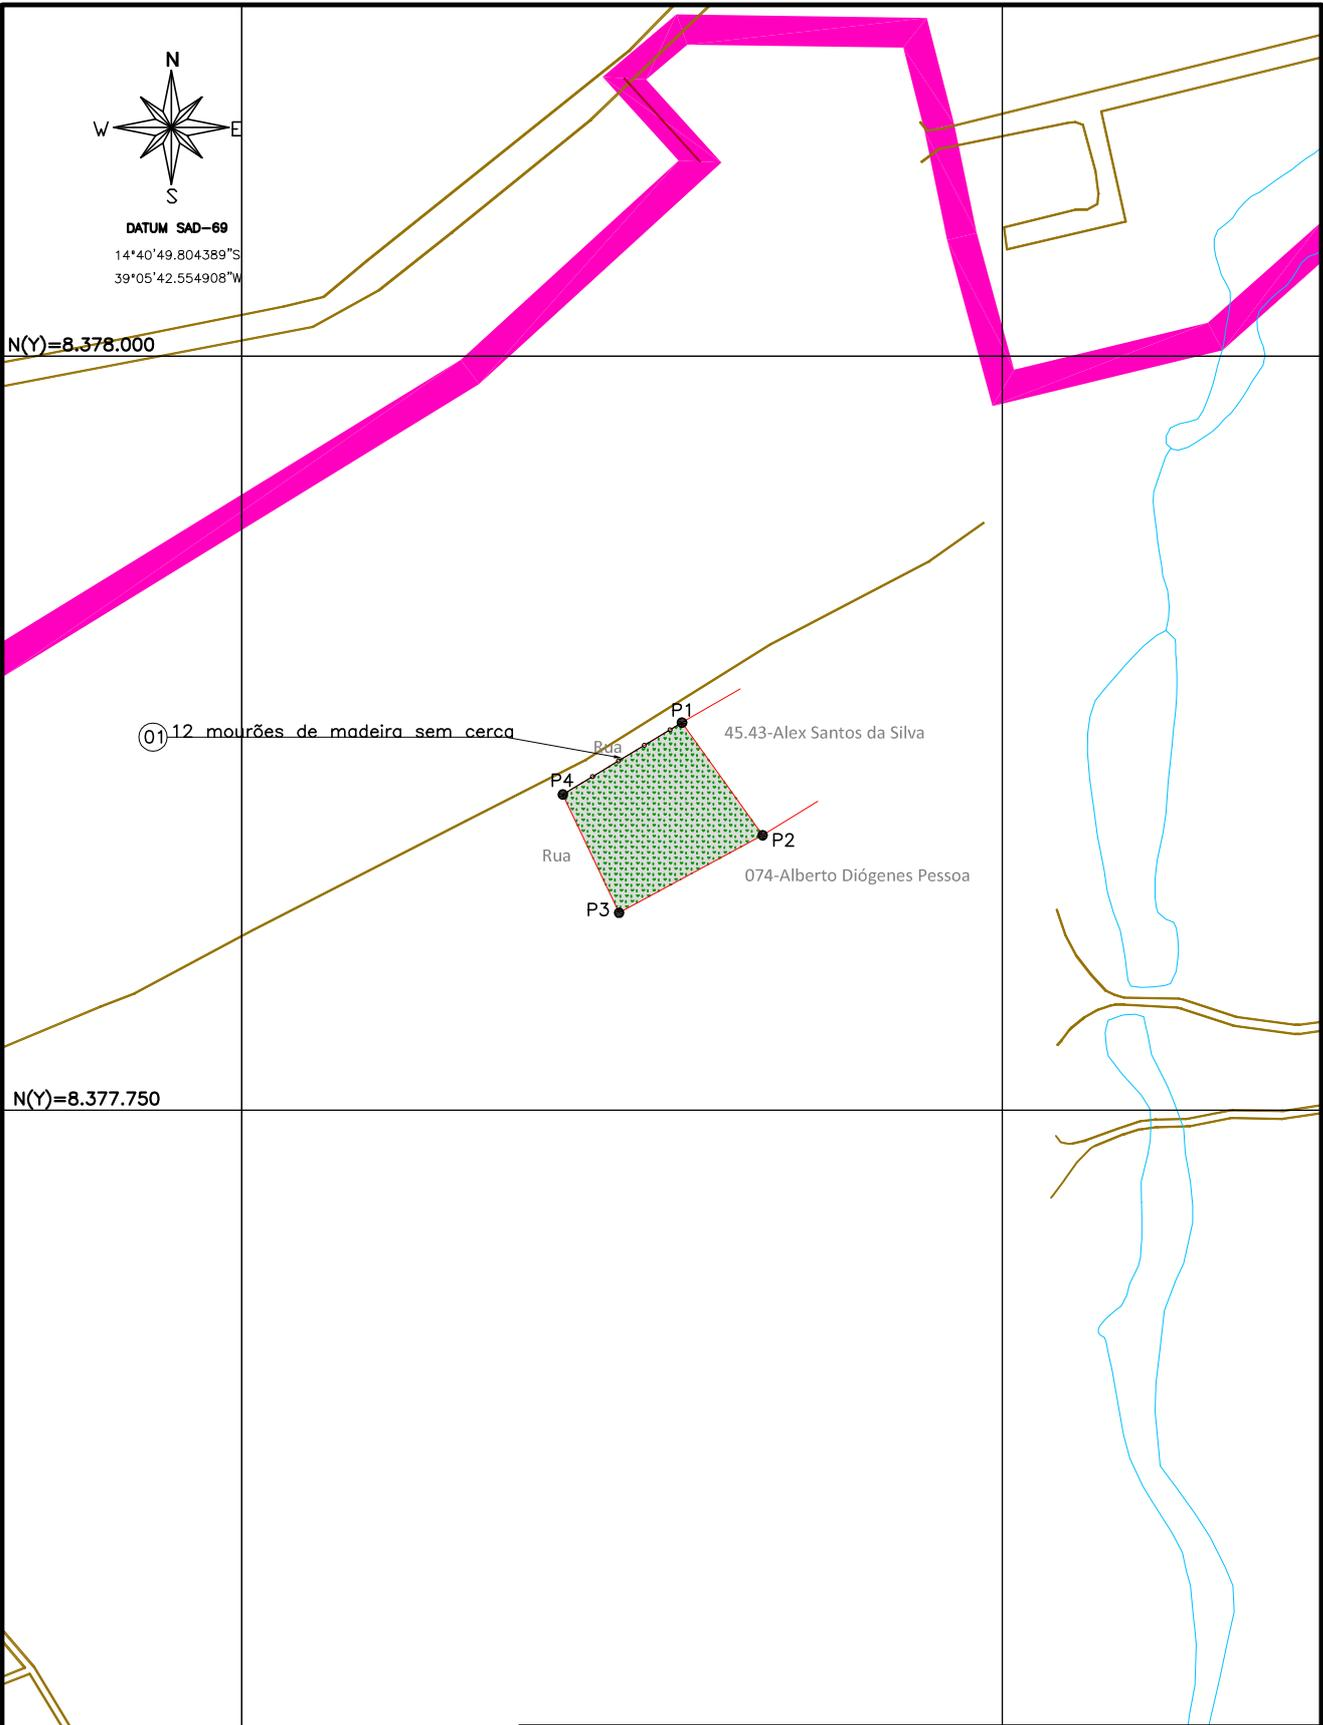 N
W E
S
DATUM SAD-69
14°40'49.804389"S
39°05'42.554908"W
N(Y)=8.378.000
P1
01 12 mourões de madeira sem cerca
45.43-Alex Santos da Silva
Rua
P4
P2
Rua
074-Alberto Diógenes Pessoa
P3
N(Y)=8.377.750